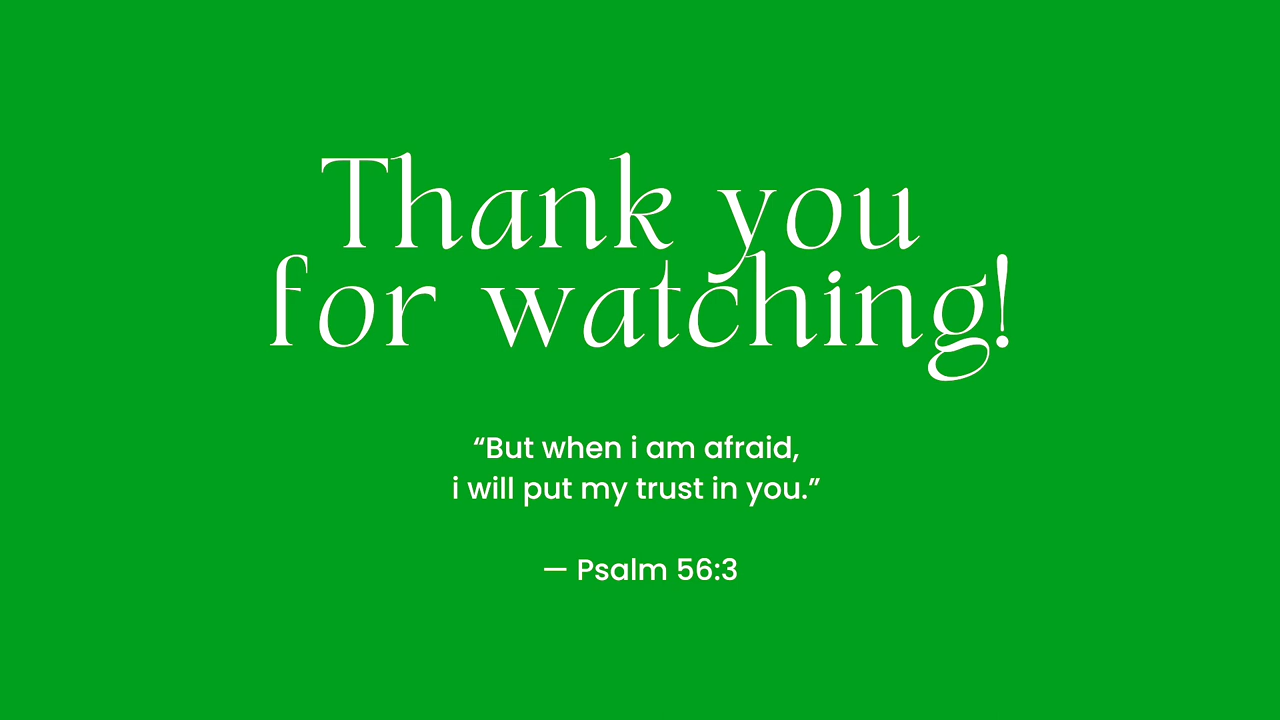 Thank you
for watching!
“But when i am afraid,
i will put my trust in you.”
— Psalm 56:3